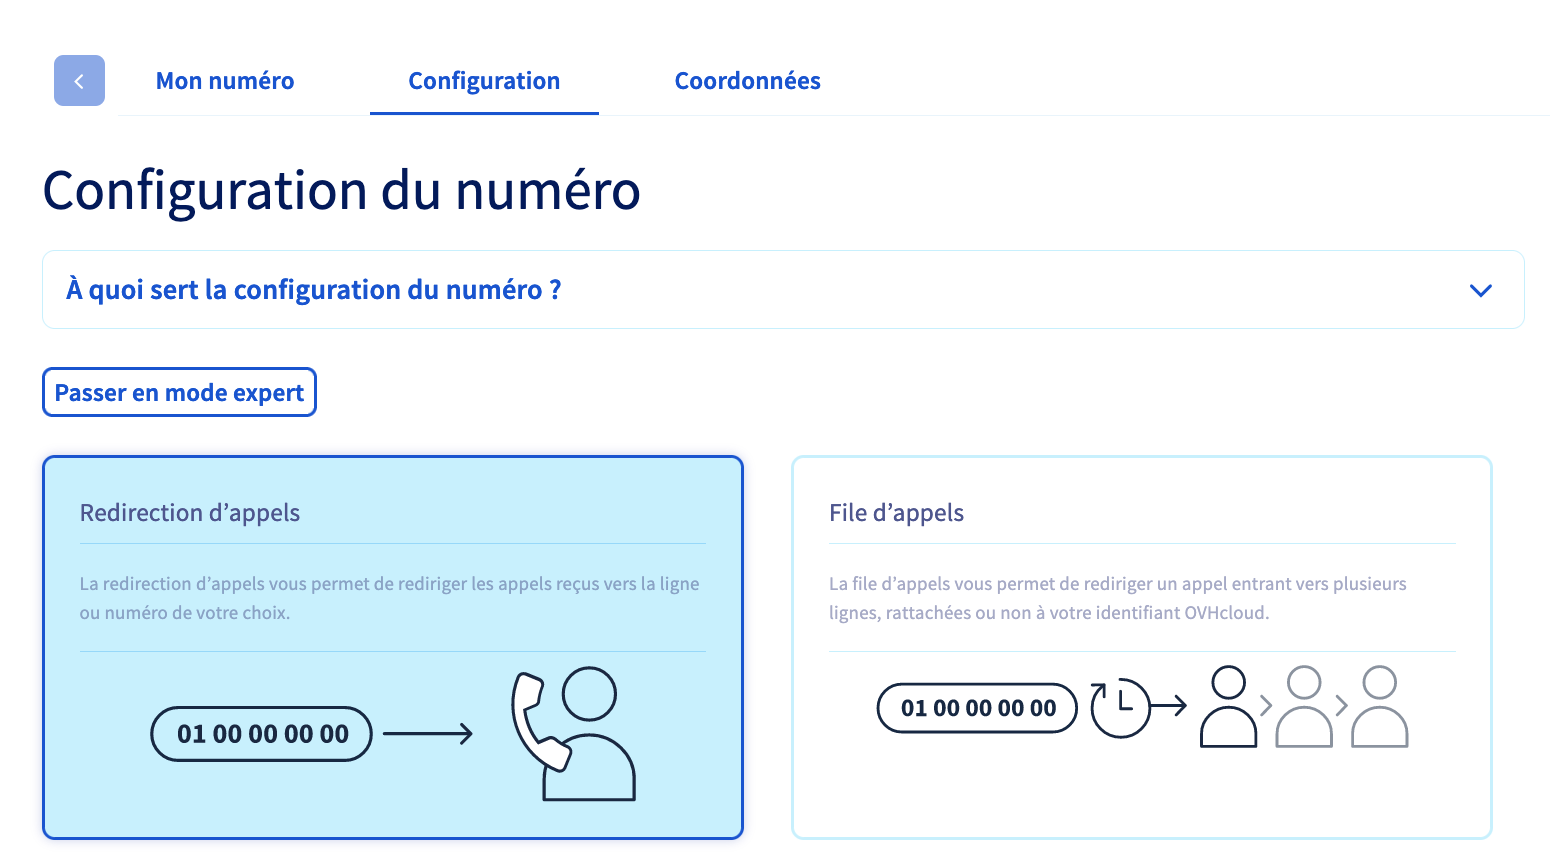 Mon numéro
Configuration
Coordonnées
Configuration du numéro
À quoi sert la configuration du numéro ?
Passer en mode expert
Redirection d’appels
La redirection d’appels vous permet de rediriger les appels reçus vers la ligne
ou numéro de votre choix.
01 00 00 00 00
File d’appels
La file d’appels vous permet de rediriger un appel entrant vers plusieurs
lignes, rattachées ou non à votre identifiant OVHcloud.
01 00 00 00 00